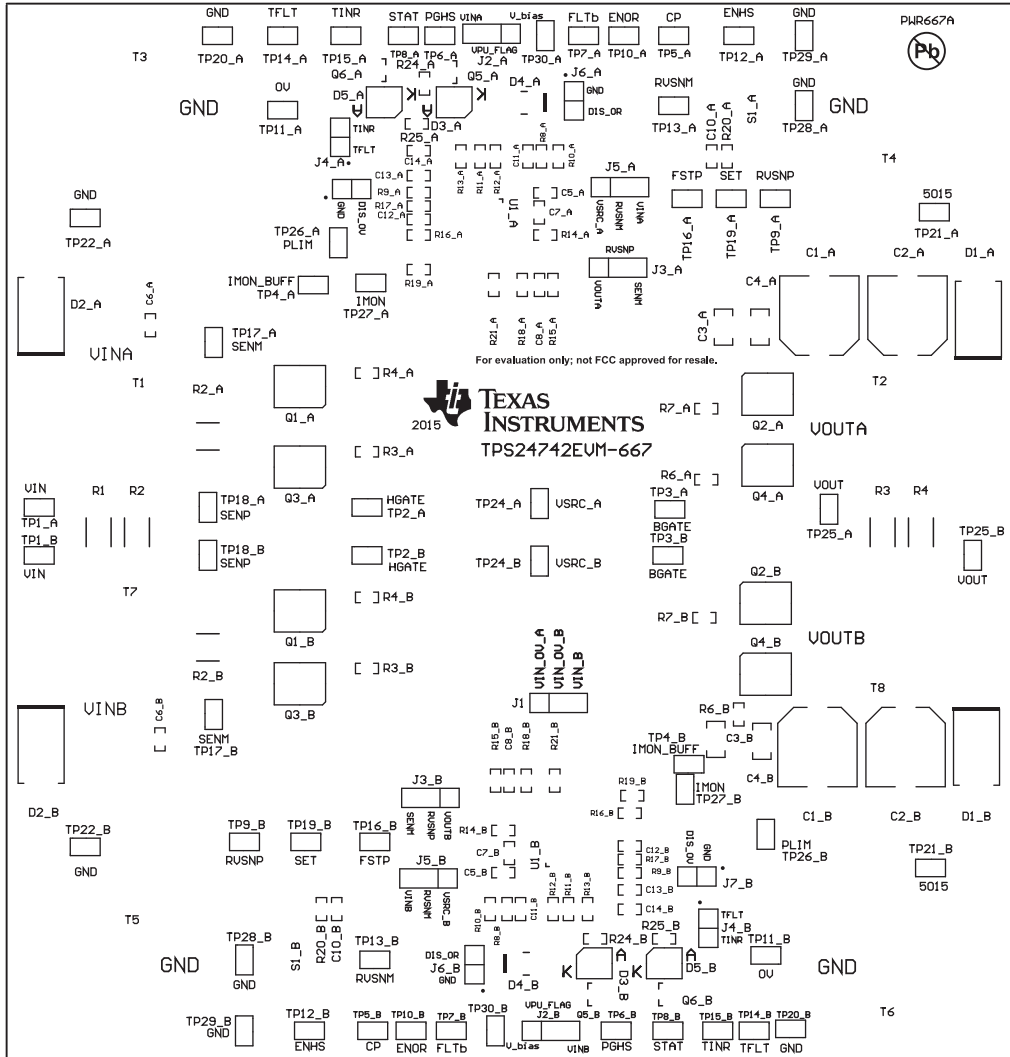 GND TFLT TINR STAT PGHS VINA V_bias FLTb ENOR CP ENHS GND PWR667A
VPU_FLAG
TP20_A TP14_A TP15_A TP8_A TP6_A J2_A TP30_A TP7_A TP10_A TP5_A TP12_A TP29_A Pb
T3 R24_A
Q6_A Q5_A D4_A J6_A
GND OV D5_A K K GND RVSNM S1_A GND
DIS_OR
TP11_A D3_A R8_A TP13_A C10_A R20_A TP28_A
TINR R25_A
TFLT
J4_A C14_A R13_A R11_A R12_A C11_A R10_A T4
C13_A J5_A
GND R9_A C5_A FSTP SET RVSNP 5015
R17_A U1_A C7_A
GND DIS_OV C12_A VSRC_A RVSNM VINA
TP22_A TP26_A R16_A R14_A TP16_A TP19_A TP9_A TP21_A
PLIM RVSNP
C1_A C2_A D1_A
IMON_BUFF R19_A J3_A C4_A
TP4_A IMON VOUTA SENM
D2_A C6_A TP27_A
R21_A R18_A C8_A R15_A C3_A
TP17_A
VINA SENM
For evaluation only; not FCC approved for resale.
T1 R2_A R4_A T2
TEXAS
INSTRUMENTS
2015
R7_A
Q1_A Q2_A VOUTA
TPS24742EVM-667
R3_A
R6_A
VIN R1 R2 Q3_A Q4_A VOUT R3 R4
TP18_A HGATE TP24_A VSRC_A TP3_A
TP1_A SENP TP2_A BGATE TP25_A
TP1_B TP3_B TP25_B
TP18_B TP2_B TP24_B VSRC_B
VIN SENP HGATE BGATE VOUT
T7 R4_B Q2_B
R7_B
Q1_B VOUTB
VIN_OV_A VIN_OV_B VIN_B Q4_B
R2_B R3_B
Q3_B T8
VINB C6_B J1 R6_B
SENM R15_B C8_B R18_B R21_B TP4_B C3_B
TP17_B IMON_BUFF
C4_B
J3_B R19_B IMON
TP27_B
D2_B SENM RVSNP VOUTB R16_B C1_B C2_B D1_B
TP22_B TP9_B TP19_B TP16_B R14_B DIS_OV GND PLIM TP21_B
C7_B C12_B TP26_B
GND RVSNP SET FSTP J5_B U1_B R17_B
C5_B R9_B J7_B 5015
VINB RVSNM VSRC_B R12_B R11_B R13_B C13_B
T5 R10_B C11_B C14_B TFLT
R20_B C10_B R8_B J4_B
TP28_B S1_B TP13_B DIS_OR R24_B R25_B TINR TP11_B
GND J6_B K A K A GND
GND RVSNM GND D4_B D3_B D5_B OV
TP29_B TP30_B VPU_FLAG Q5_B Q6_B T6
GND TP12_B TP5_B TP10_B TP7_B J2_B TP6_B TP8_B TP15_B TP14_B TP20_B
ENHS CP ENOR FLTb V_bias VINB PGHS STAT TINR TFLT GND